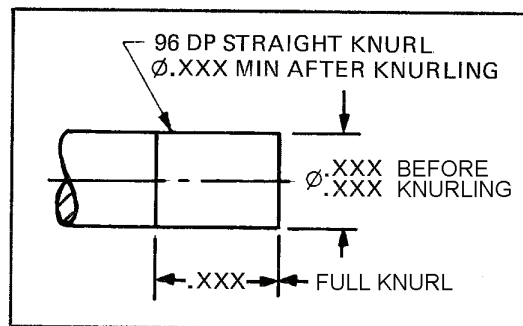 96 DP STRAIGHT KNURL
Ø.XXX MIN AFTER KNURLING
Ø.XXX BEFORE
.XXX KNURLING
.XXX
FULL KNURL